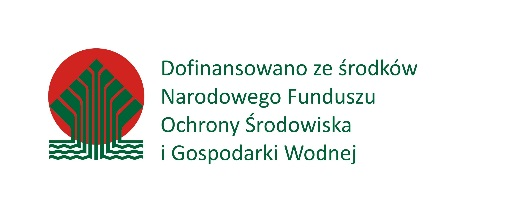 Dofinansowano ze środków
Narodowego Funduszu
Ochrony Środowiska
i Gospodarki Wodnej